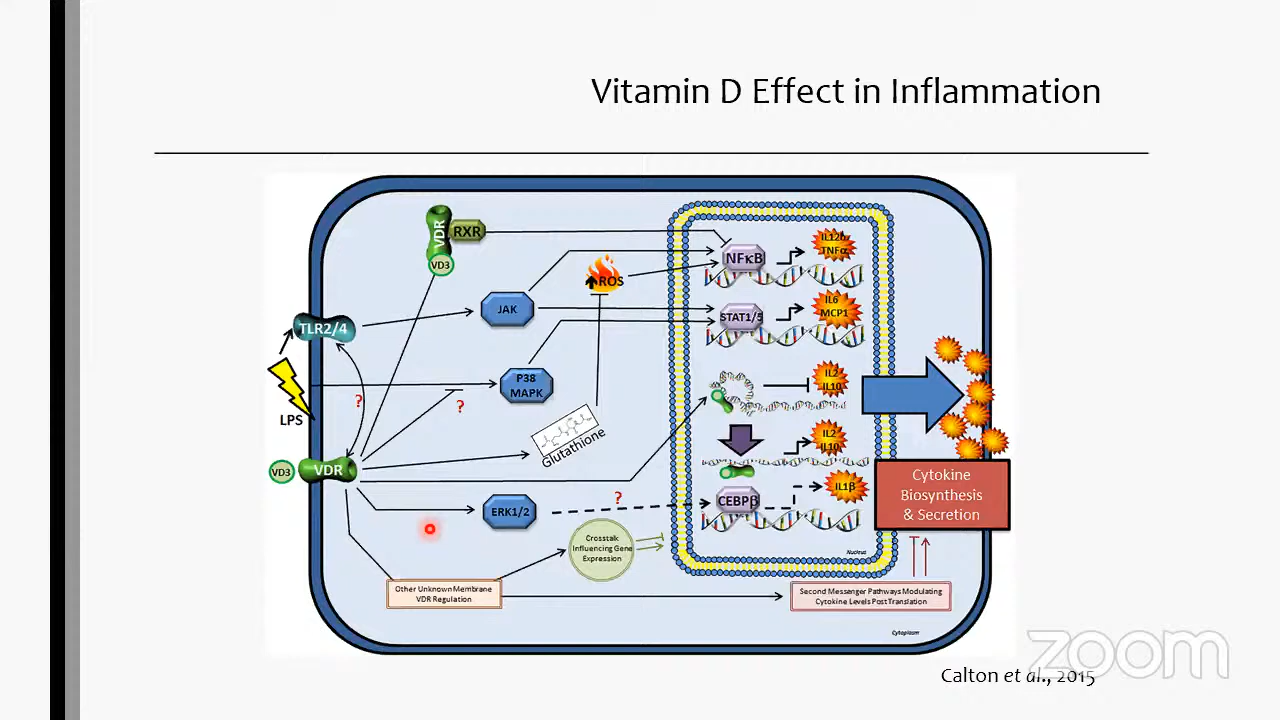 Vitamin D Effect in Inflammation
VDR
RXR
VD3
ROS
NFκB
IL12b
TNFα
TLR2/4
JAK
STAT1/5
IL6
MCP1
LPS
?
P38
MAPK
?
IL2
IL10
Glutathione
IL2
IL10
VD3
VDR
ERK1/2
?
CEBPβ
IL1β
Cytokine
Biosynthesis
& Secretion
Crosstalk
Influencing Gene
Expression
Nucleus
Other Unknown Membrane
VDR Regulation
Second Messenger Pathways Modulating
Cytokine Levels Post Translation
Cytoplasm
zoom
Calton et al., 2015